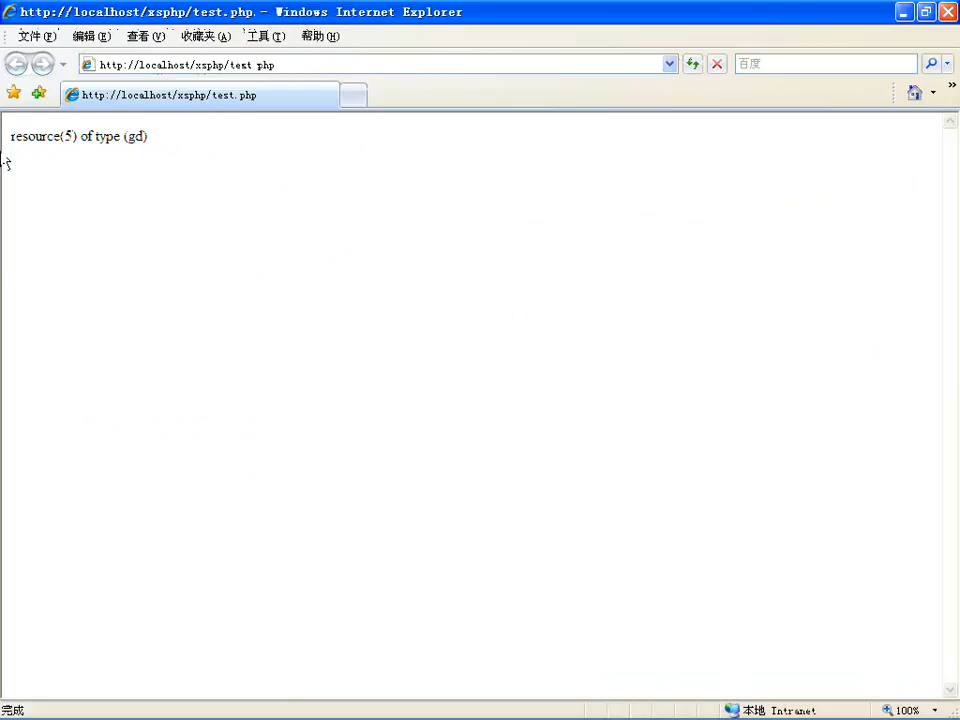 http://localhost/xsphp/test.php. - Windows Internet Explorer
文件(F) 编辑(E) 查看(V) 收藏夹(A) 工具(T) 帮助(H)
http://localhost/xsphp/test php
百度
http://localhost/xsphp/test.php
resource(5) of type (gd)
完成
本地 Intranet
100%